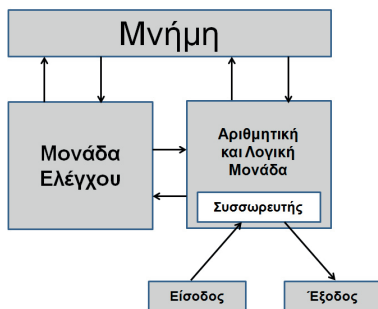 Μνήμη
Μονάδα
Ελέγχου
Αριθμητική
και Λογική
Μονάδα
Συσσωρευτής
Είσοδος
Έξοδος